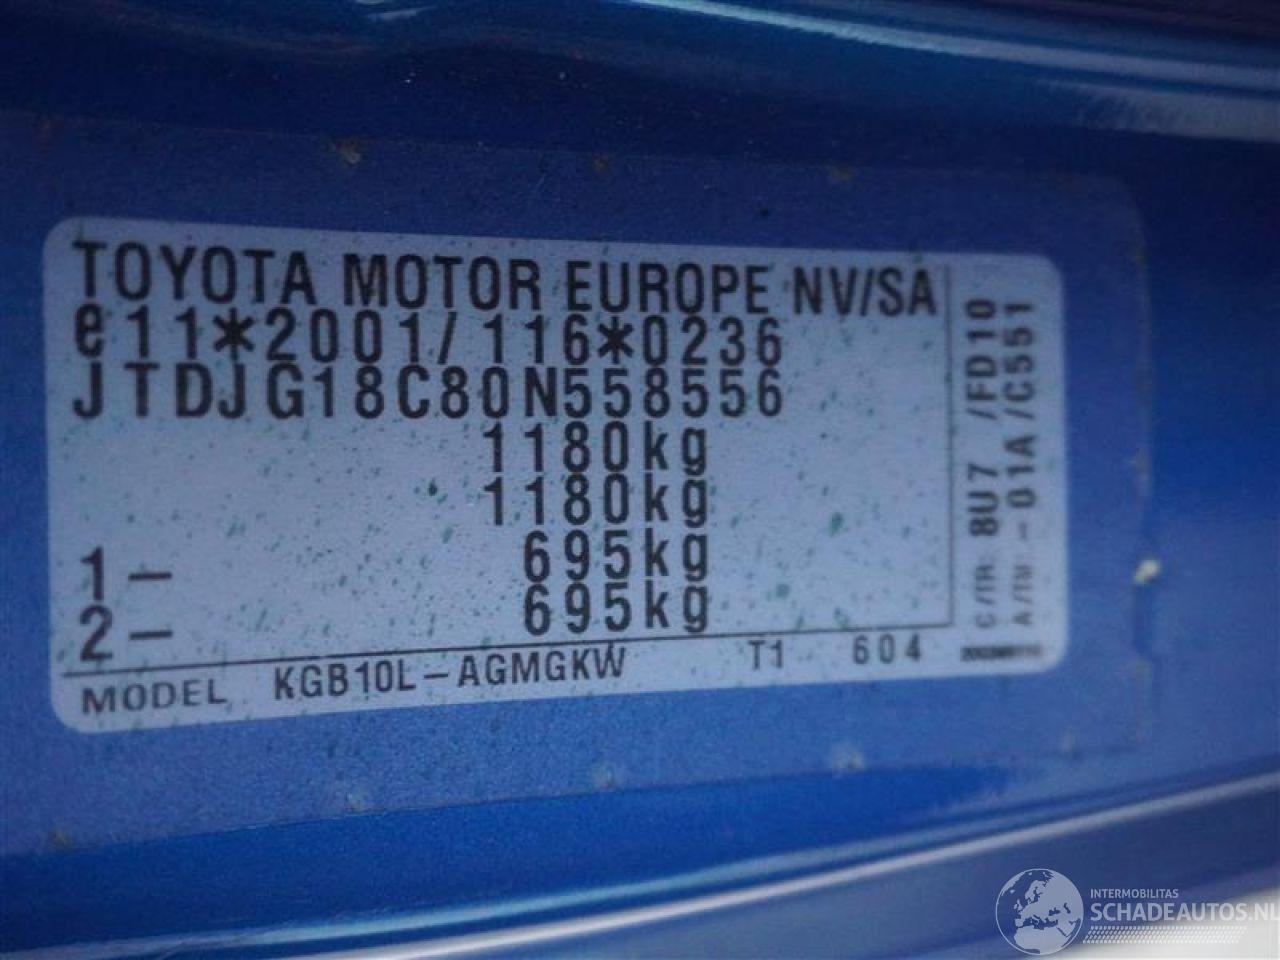 TOYOTA MOTOR EUROPE NV/SA
e11*2001/116*0236
JTDJG18C80N558556
1180kg
1180kg
1- 695kg
2- 695kg
MODEL KGB10L-AGMGKW T1 604
C/TR: 8U7 /FD10
A/TM: -01A/C551
INTERMOBILITAS
SCHADEAUTOS.NL